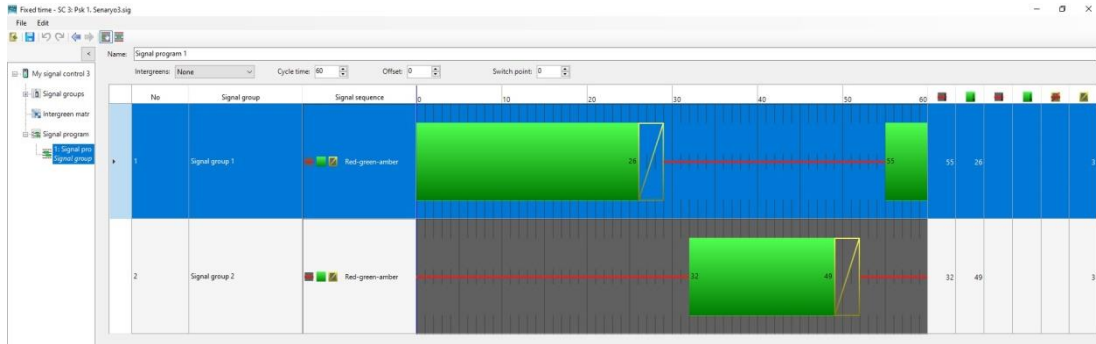 Fixed time - SC 3: Psk 1. Senaryo3.sig
File Edit
Name: Signal program 1
Intergreens: None Cycle time: 60 Offset: 0 Switch point: 0
My signal control 3
Signal groups
Intergreen matr
Signal program
1: Signal pro
Signal group
No Signal group Signal sequence 0 10 20 30 40 50 60
1 Signal group 1 Red-green-amber 26 55 55 26 3
2 Signal group 2 Red-green-amber 32 49 32 49 3